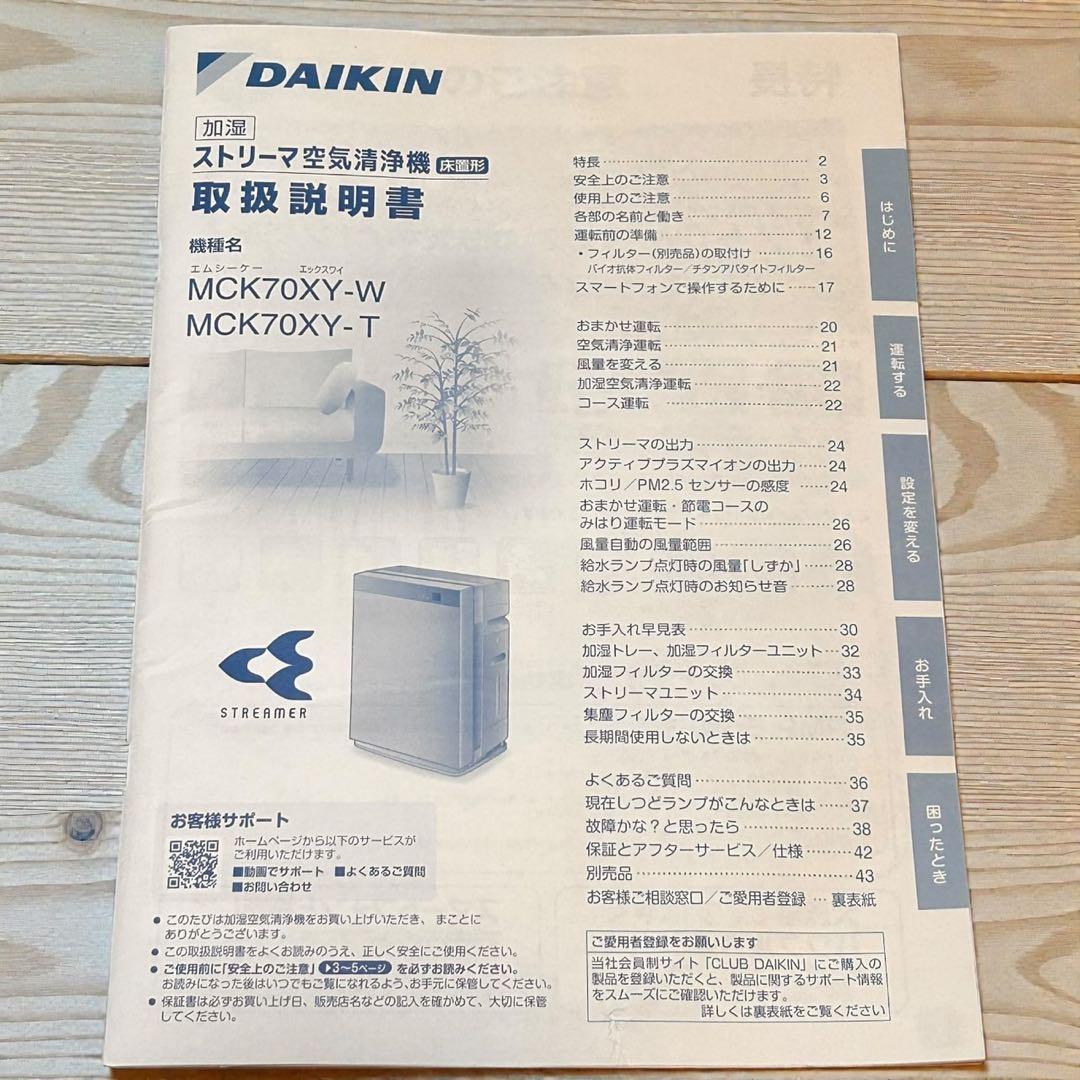 DAIKIN
加湿
ストリーマ空気清浄機 床置形
取扱説明書
機種名
エムシーケー エックスワイ
MCK70XY-W
MCK70XY-T
STREAMER
お客様サポート
ホームページから以下のサービスが
ご利用いただけます。
■動画でサポート ■よくあるご質問
■お問い合わせ
● このたびは加湿空気清浄機をお買い上げいただき、まことに
ありがとうございます。
● この取扱説明書をよくお読みのうえ、正しく安全にご使用ください。
● ご使用前に「安全上のご注意」▶3〜5ページ を必ずお読みください。
お読みになった後はいつでもご覧になれるよう、お手元に保管してください。
● 保証書は必ずお買い上げ日、販売店名などの記入を確かめて、大切に保管
してください。
特長 2
安全上のご注意 3
使用上のご注意 6
各部の名前と働き 7
運転前の準備 12
・フィルター(別売品)の取付け 16
バイオ抗体フィルター/チタンアパタイトフィルター
スマートフォンで操作するために 17
はじめに
おまかせ運転 20
空気清浄運転 21
風量を変える 21
加湿空気清浄運転 22
コース運転 22
運転する
ストリーマの出力 24
アクティブプラズマイオンの出力 24
ホコリ/PM2.5 センサーの感度 24
おまかせ運転・節電コースの
みはり運転モード 26
風量自動の風量範囲 26
給水ランプ点灯時の風量「しずか」 28
給水ランプ点灯時のお知らせ音 28
設定を変える
お手入れ早見表 30
加湿トレー、加湿フィルターユニット 32
加湿フィルターの交換 33
ストリーマユニット 34
集塵フィルターの交換 35
長期間使用しないときは 35
お手入れ
よくあるご質問 36
現在しつどランプがこんなときは 37
故障かな?と思ったら 38
保証とアフターサービス/仕様 42
別売品 43
お客様ご相談窓口/ご愛用者登録 … 裏表紙
困ったとき
ご愛用者登録をお願いします
当社会員制サイト「CLUB DAIKIN」にご購入の
製品を登録いただくと、製品に関するサポート情報
をスムーズにご確認いただけます。
詳しくは裏表紙をご覧ください